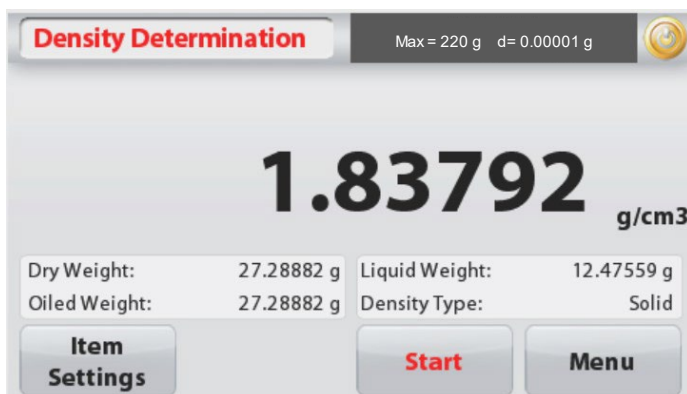 Density Determination
Max = 220 g d= 0.00001 g
1.83792
g/cm3
Dry Weight: 27.28882 g Liquid Weight: 12.47559 g
Oiled Weight: 27.28882 g Density Type: Solid
Item
Settings
Start
Menu